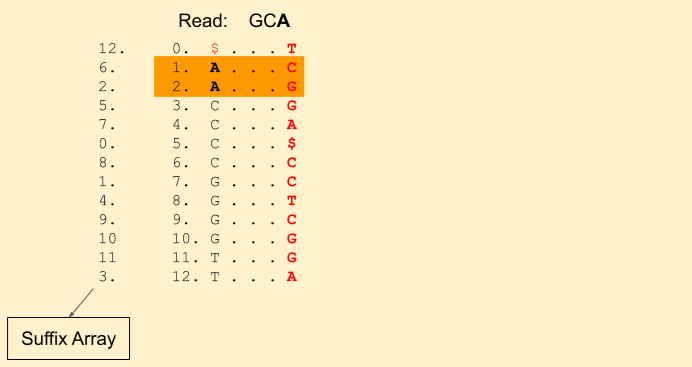 Read: GCA
12. 0. $ . . . T
6. 1. A . . . C
2. 2. A . . . G
5. 3. C . . . G
7. 4. C . . . A
0. 5. C . . . $
8. 6. C . . . C
1. 7. G . . . C
4. 8. G . . . T
9. 9. G . . . C
10 10. G . . . G
11 11. T . . . G
3. 12. T . . . A
Suffix Array